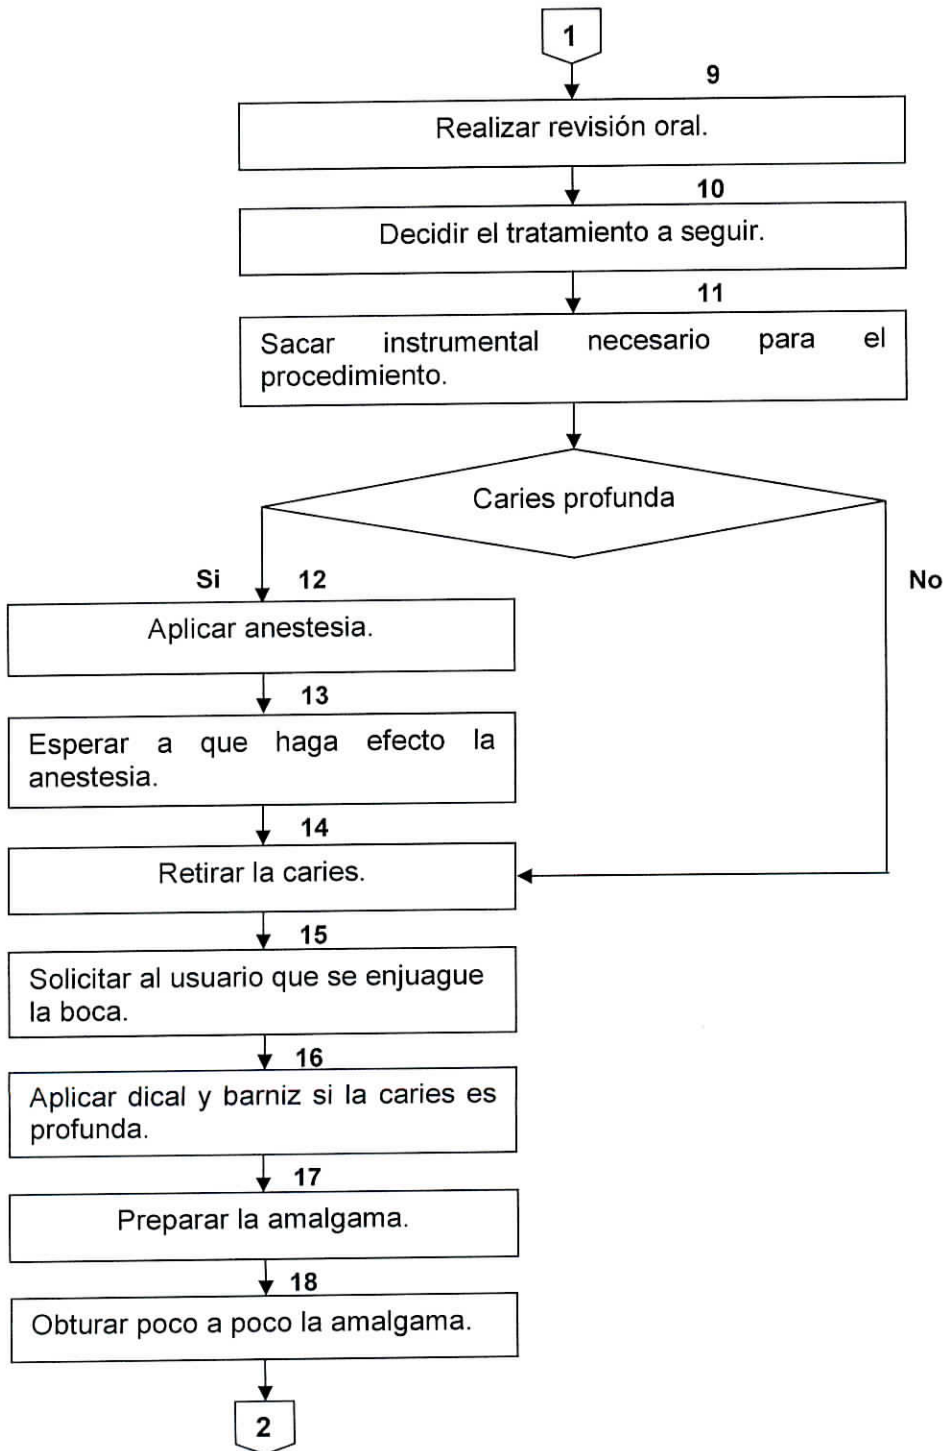 1
9
Realizar revisión oral.
10
Decidir el tratamiento a seguir.
11
Sacar instrumental necesario para el
procedimiento.
Caries profunda
Si 12
No
Aplicar anestesia.
13
Esperar a que haga efecto la
anestesia.
14
Retirar la caries.
15
Solicitar al usuario que se enjuague
la boca.
16
Aplicar dical y barniz si la caries es
profunda.
17
Preparar la amalgama.
18
Obturar poco a poco la amalgama.
2